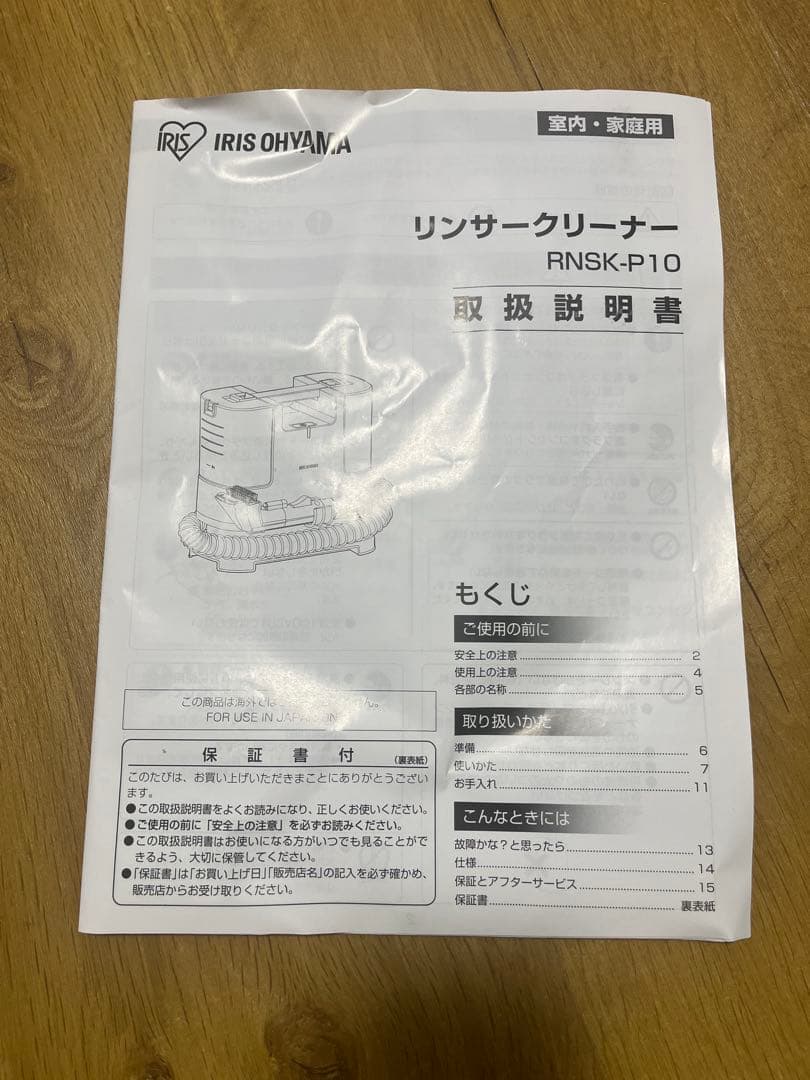 IRIS IRIS OHYAMA
室内・家庭用
リンサークリーナー
RNSK-P10
取扱説明書
もくじ
ご使用の前に
安全上の注意 2
使用上の注意 4
各部の名称 5
取り扱いかた
準備 6
使いかた 7
お手入れ 11
こんなときには
故障かな?と思ったら 13
仕様 14
保証とアフターサービス 15
保証書 裏表紙
この商品は海外では
FOR USE IN JAPAN ON
保証書付 (裏表紙)
このたびは、お買い上げいただきまことにありがとうござい
ます。
●この取扱説明書をよくお読みになり、正しくお使いください。
●ご使用の前に「安全上の注意」を必ずお読みください。
●この取扱説明書はお使いになる方がいつでも見ることがで
きるよう、大切に保管してください。
●「保証書」は「お買い上げ日」「販売店名」の記入を必ず確かめ、
販売店からお受け取りください。